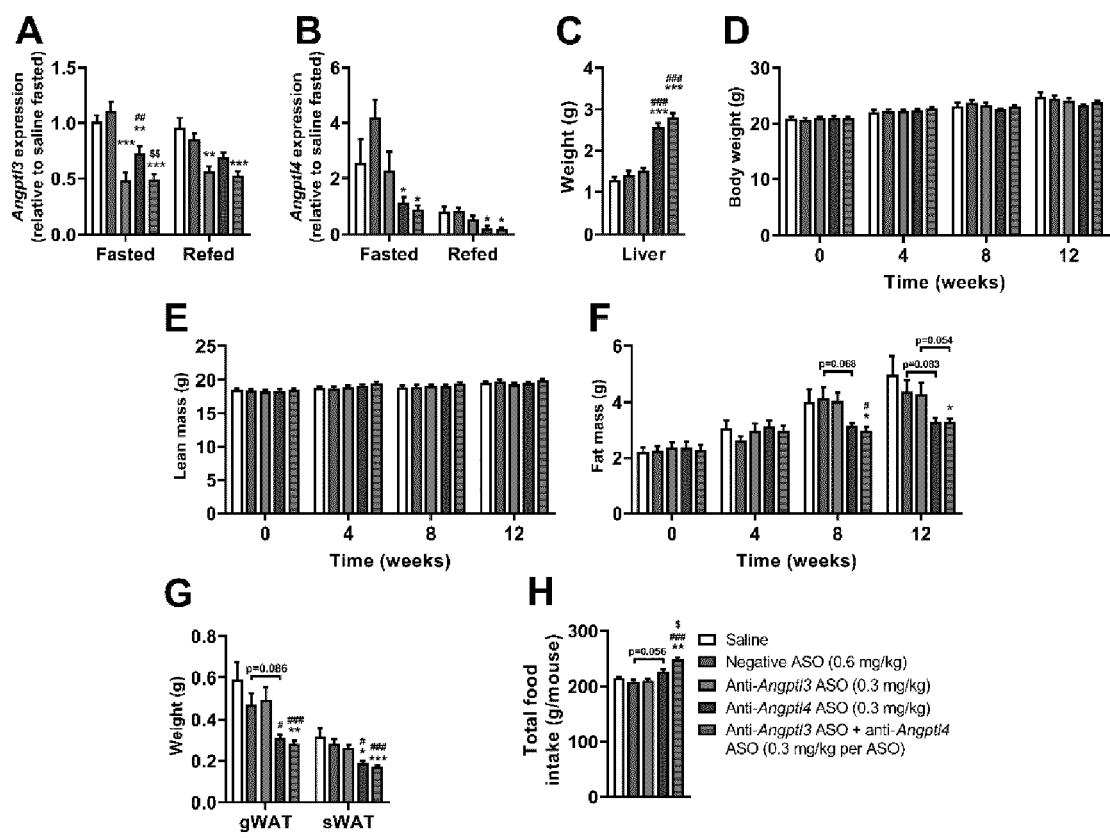 A
Angptl3 expression
(relative to saline fasted)
1.5
1.0
0.5
0.0
***
##
**
$$
***
**
***
Fasted
Refed
B
Angptl4 expression
(relative to saline fasted)
6
4
2
0
*
*
*
*
Fasted
Refed
C
Weight (g)
4
3
2
1
0
###
***
###
***
Liver
D
Body weight (g)
30
20
10
0
0
4
8
12
Time (weeks)
E
Lean mass (g)
25
20
15
10
5
0
0
4
8
12
Time (weeks)
F
Fat mass (g)
6
4
2
0
p=0.068
#
*
p=0.054
p=0.083
*
0
4
8
12
Time (weeks)
G
Weight (g)
0.8
0.6
0.4
0.2
0.0
p=0.086
#
###
**
#
*
###
***
gWAT
sWAT
H
Total food
intake (g/mouse)
300
200
100
0
p=0.056
$
###
**
Saline
Negative ASO (0.6 mg/kg)
Anti-Angptl3 ASO (0.3 mg/kg)
Anti-Angptl4 ASO (0.3 mg/kg)
Anti-Angptl3 ASO + anti-Angptl4
ASO (0.3 mg/kg per ASO)